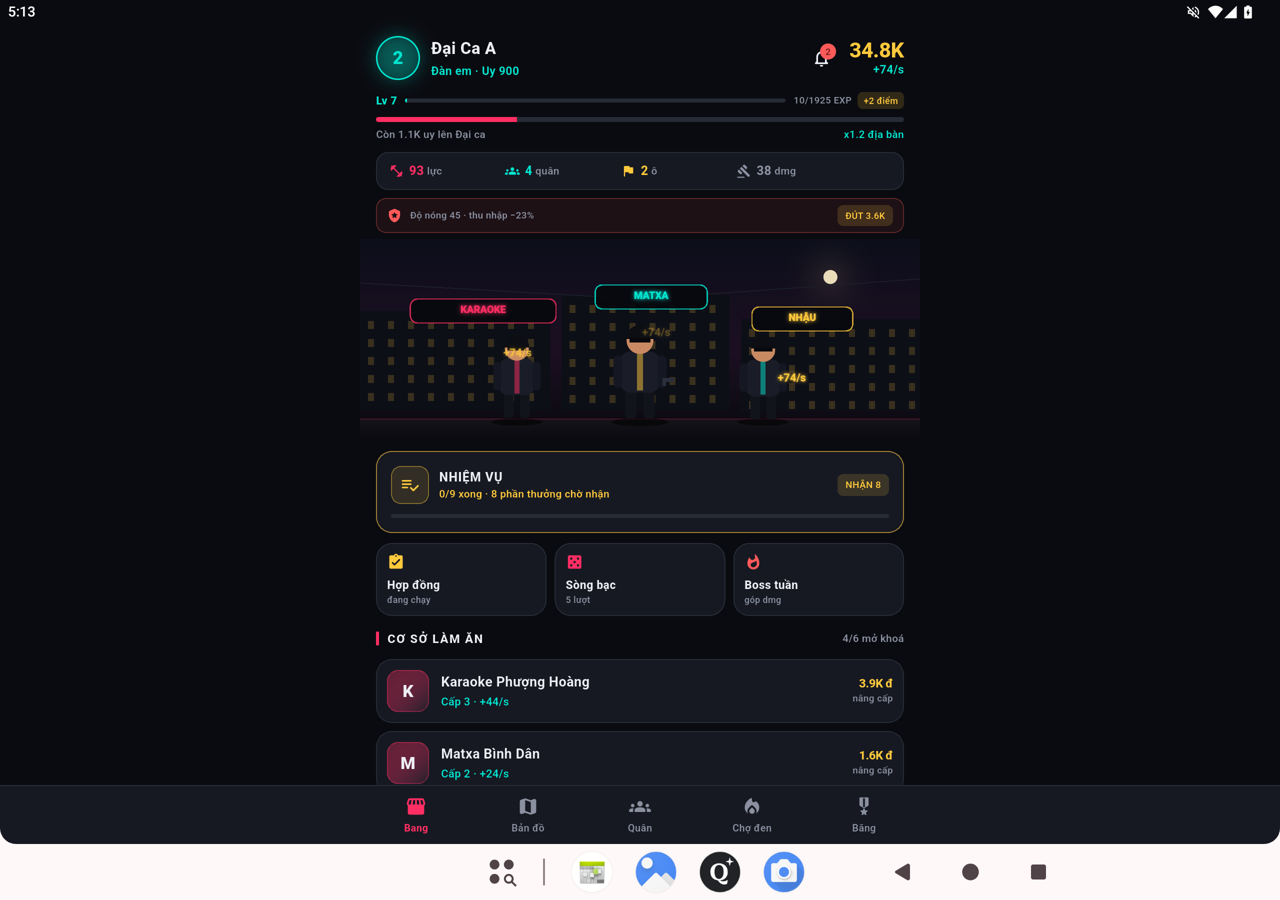 5:13
2
Đại Ca A
Đàn em · Uy 900
2
34.8K
+74/s
Lv 7
10/1925 EXP
+2 điểm
Còn 1.1K uy lên Đại ca
x1.2 địa bàn
93 lực
4 quân
2 ô
38 dmg
Độ nóng 45 · thu nhập −23%
ĐÚT 3.6K
KARAOKE
MATXA
NHẬU
+74/s
+74/s
+74/s
NHIỆM VỤ
0/9 xong · 8 phần thưởng chờ nhận
NHẬN 8
Hợp đồng
đang chạy
Sòng bạc
5 lượt
Boss tuần
góp dmg
CƠ SỞ LÀM ĂN
4/6 mở khoá
K
Karaoke Phượng Hoàng
Cấp 3 · +44/s
3.9K đ
nâng cấp
M
Matxa Bình Dân
Cấp 2 · +24/s
1.6K đ
nâng cấp
Bang
Bản đồ
Quân
Chợ đen
Băng
Q